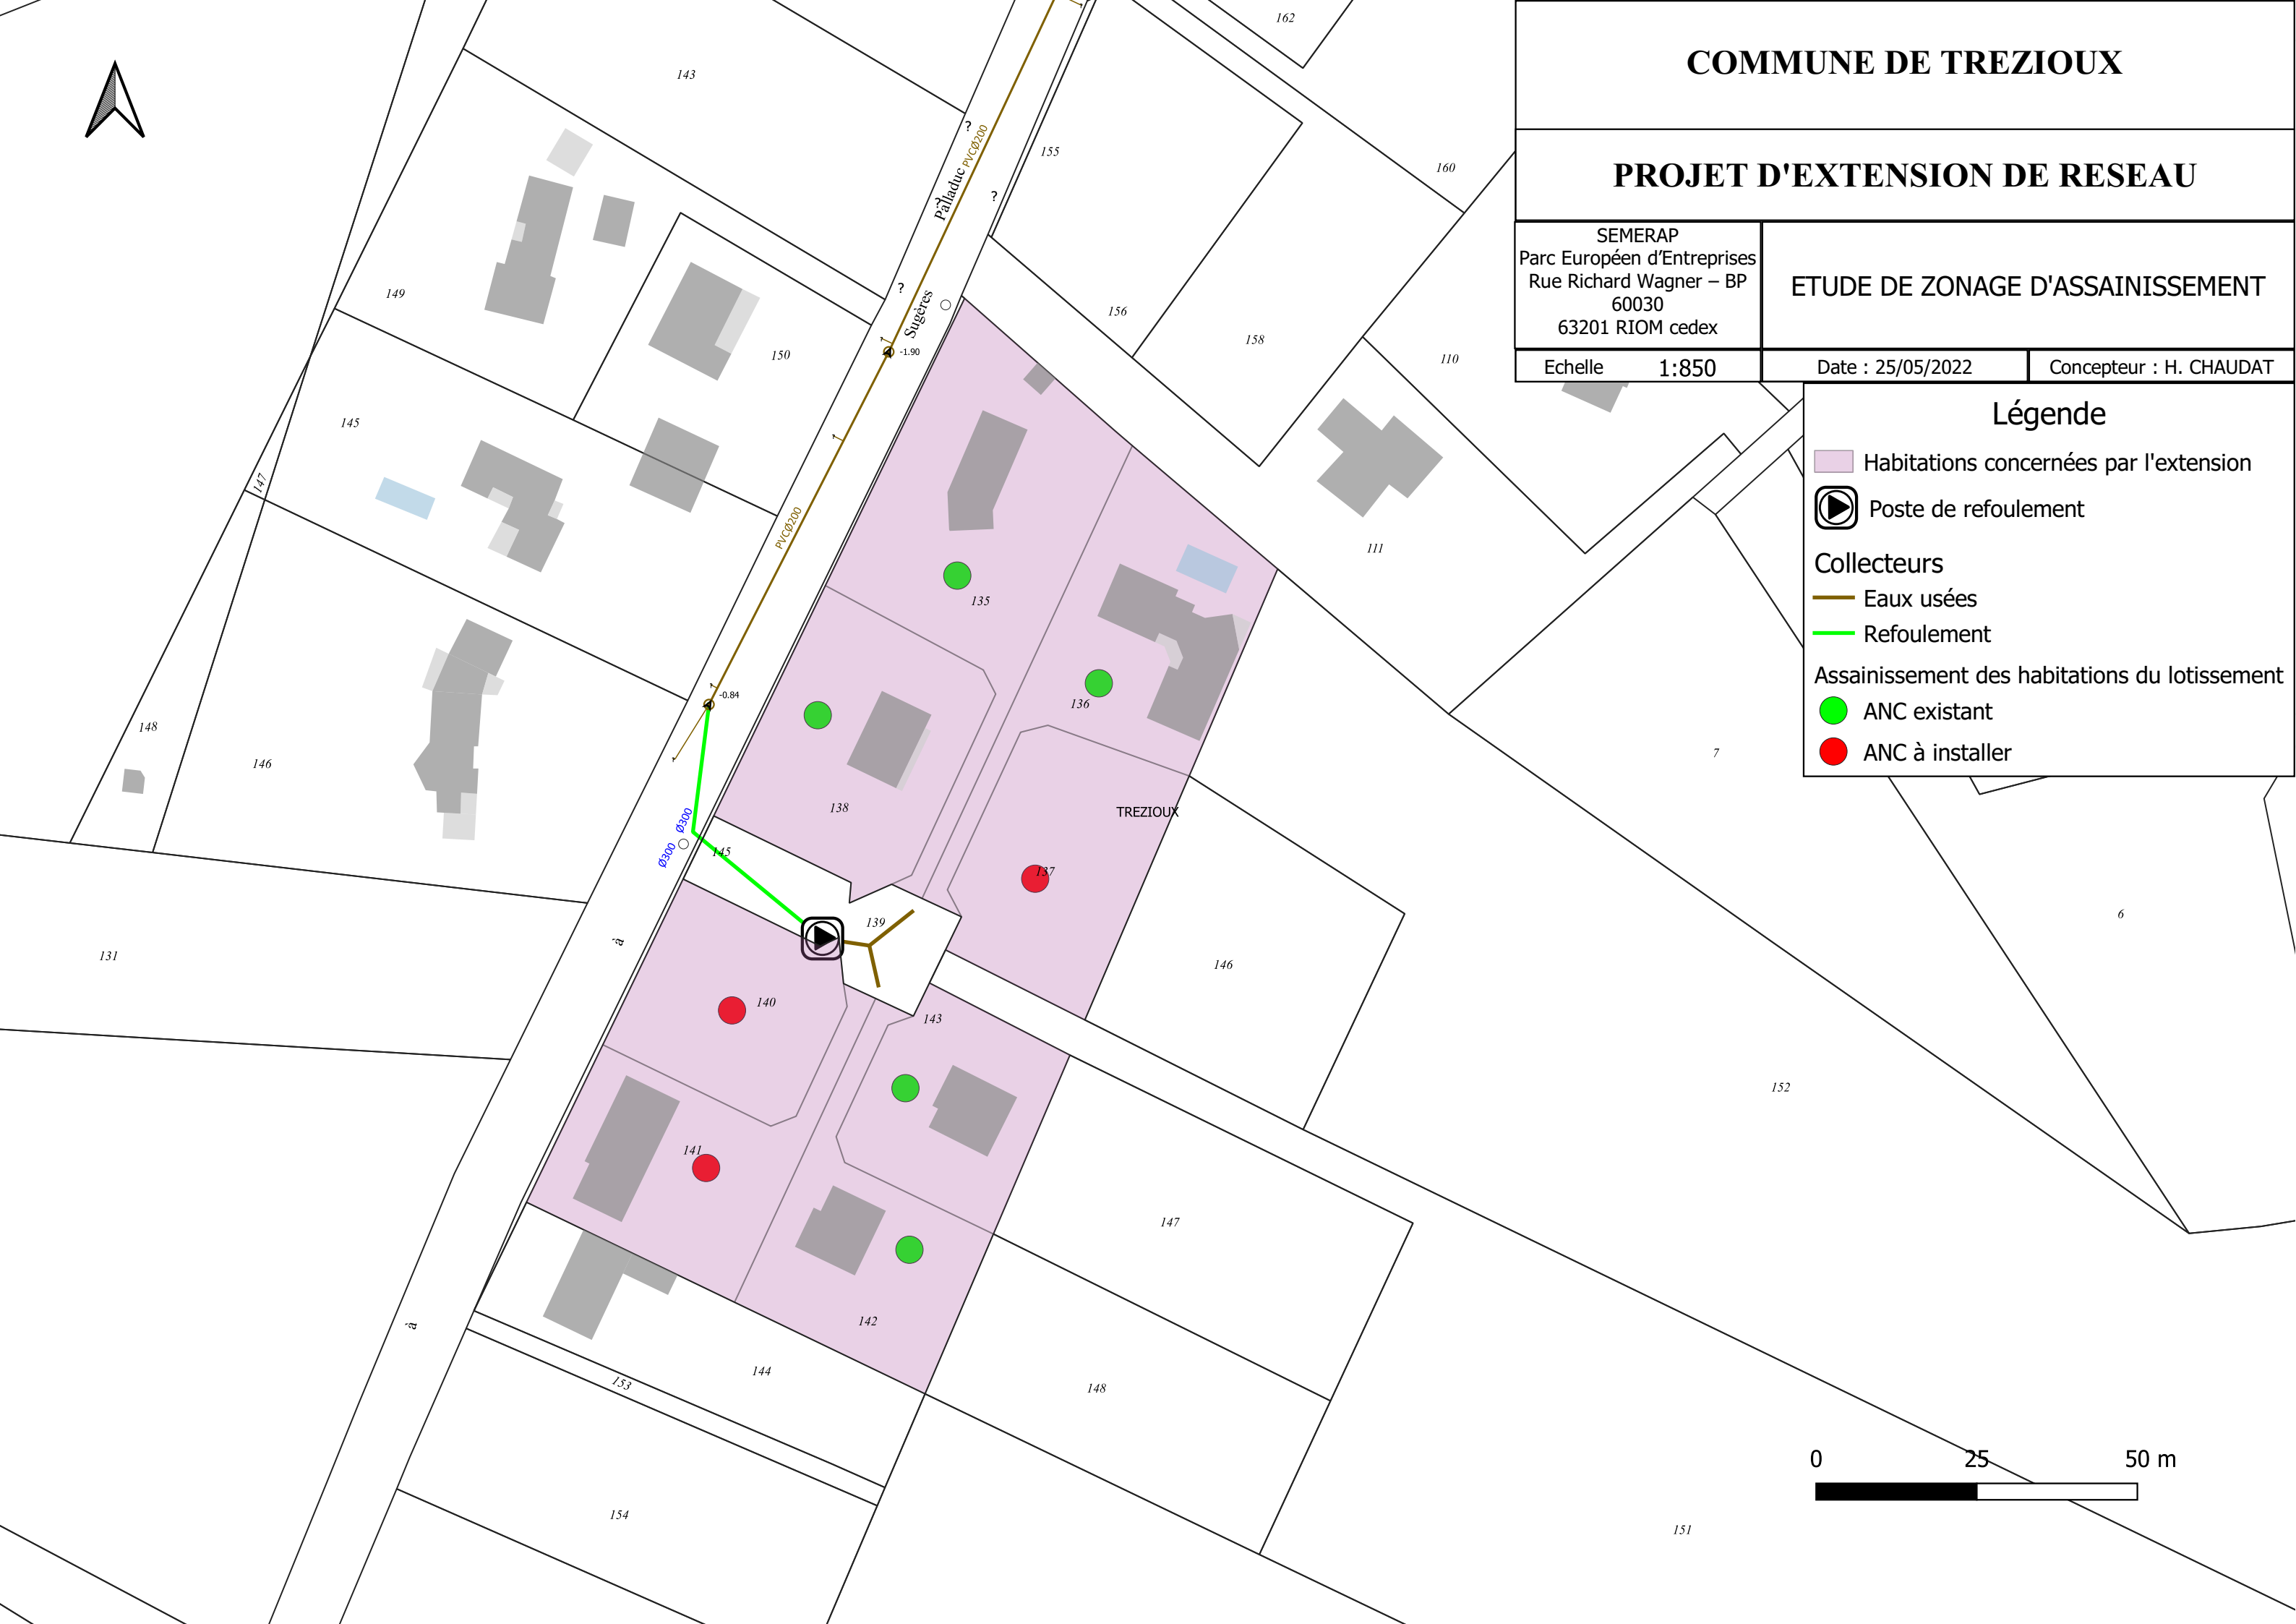 COMMUNE DE TREZIOUX
PROJET D'EXTENSION DE RESEAU
SEMERAP
Parc Européen d’Entreprises
Rue Richard Wagner – BP
60030
63201 RIOM cedex
ETUDE DE ZONAGE D'ASSAINISSEMENT
Echelle 1:850
Date : 25/05/2022
Concepteur : H. CHAUDAT
Légende
Habitations concernées par l'extension
Poste de refoulement
Collecteurs
Eaux usées
Refoulement
Assainissement des habitations du lotissement
ANC existant
ANC à installer
162
143
155
160
?
PVCØ200
Palladuc
?
?
149
156
158
?
Sugères
-1.90
150
110
145
147
PVCØ200
111
135
-0.84
136
148
146
138
7
TREZIOUX
Ø300
Ø300
145
137
139
6
131
à
146
140
143
152
141
147
142
à
144
153
148
154
151
0 25 50 m